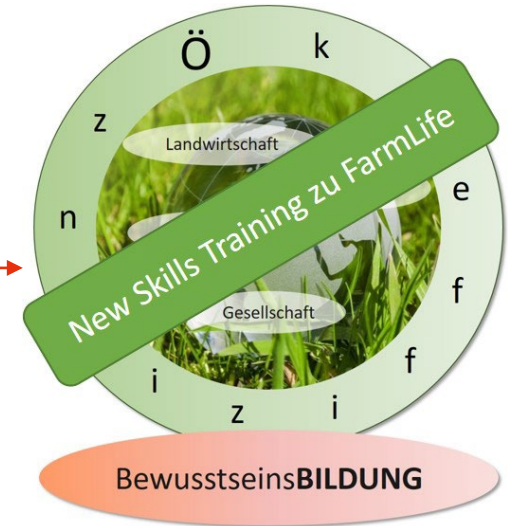 Ö k e f f i z i n z
Landwirtschaft
New Skills Training zu FarmLife
Gesellschaft
BewusstseinsBILDUNG